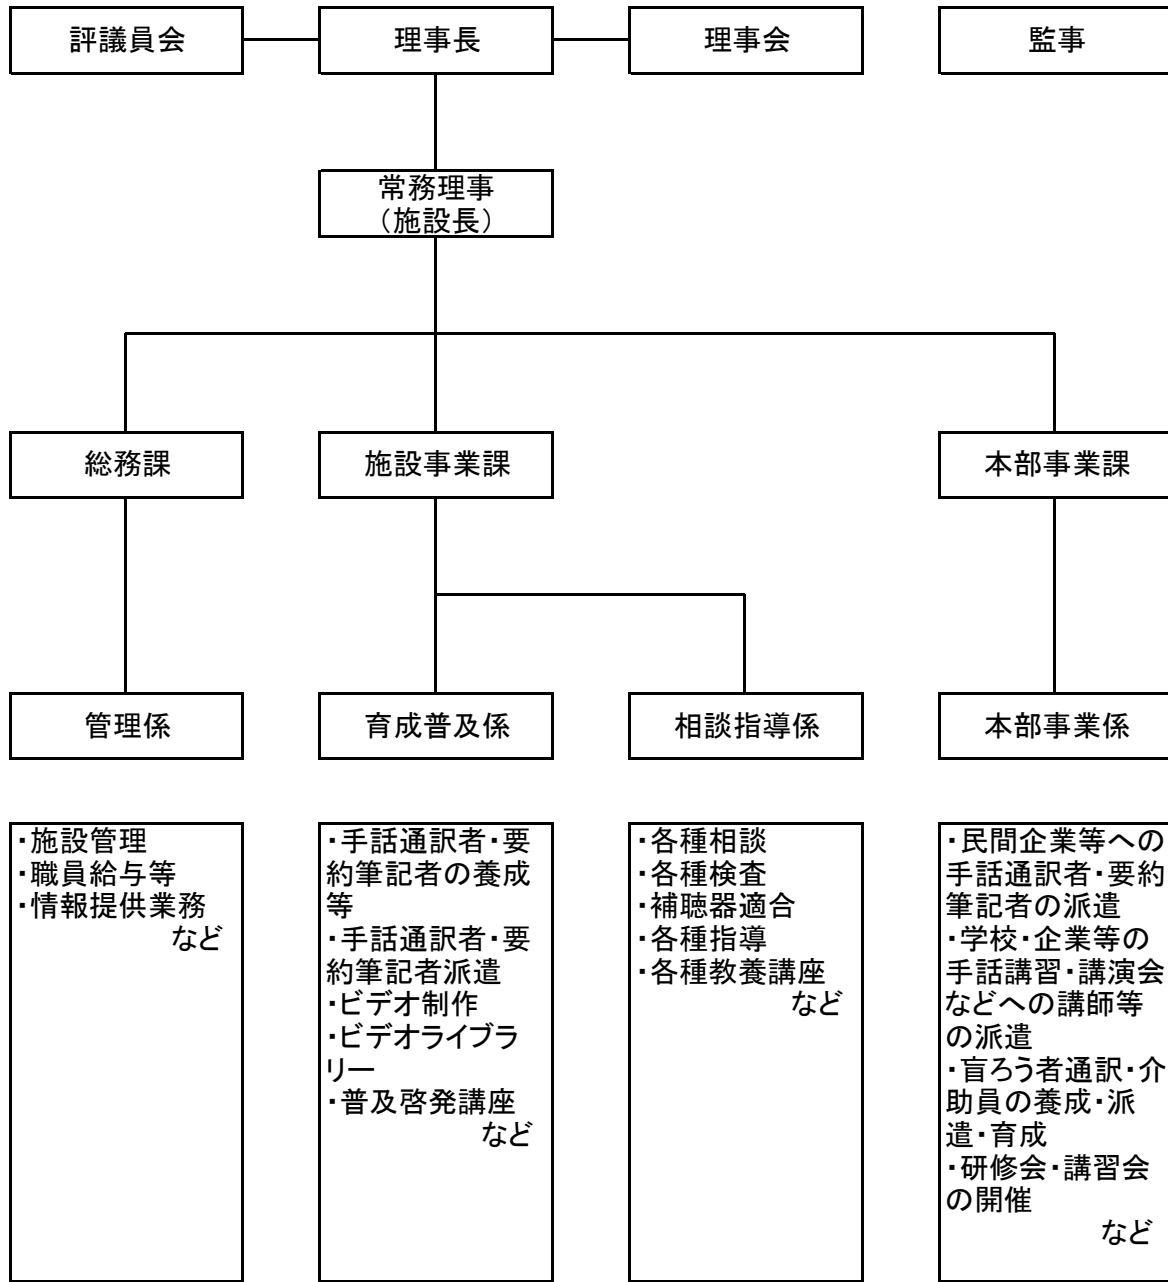 評議員会
理事長
理事会
監事
常務理事
（施設長）
総務課
施設事業課
本部事業課
管理係
育成普及係
相談指導係
本部事業係
・施設管理
・職員給与等
・情報提供業務
など
・手話通訳者・要
約筆記者の養成
等
・手話通訳者・要
約筆記者派遣
・ビデオ制作
・ビデオライブラ
リー
・普及啓発講座
など
・各種相談
・各種検査
・補聴器適合
・各種指導
・各種教養講座
など
・民間企業等への
手話通訳者・要約
筆記者の派遣
・学校・企業等の
手話講習・講演会
などへの講師等
の派遣
・盲ろう者通訳・介
助員の養成・派
遣・育成
・研修会・講習会
の開催
など